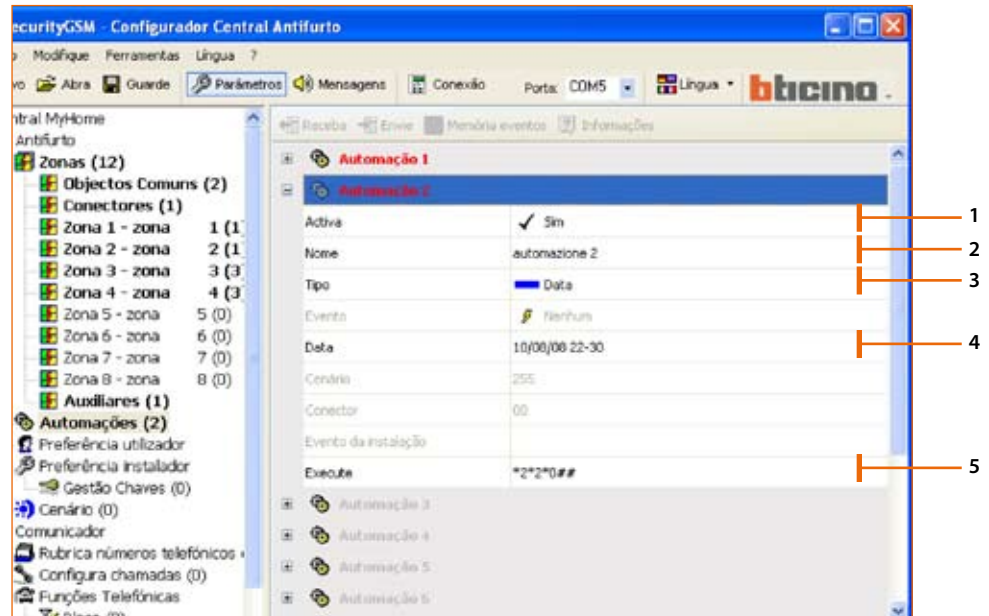 ecurityGSM - Configurador Central Antifurto
Modifique Ferramentas Língua ?
vo Abra Guarde Parâmetros Mensagens Conexão Porta: COM5 Língua bticino
ntral MyHome
Antifurto
Zonas (12)
Objectos Comuns (2)
Conectores (1)
Zona 1 - zona 1 (1
Zona 2 - zona 2 (1
Zona 3 - zona 3 (3
Zona 4 - zona 4 (3
Zona 5 - zona 5 (0)
Zona 6 - zona 6 (0)
Zona 7 - zona 7 (0)
Zona 8 - zona 8 (0)
Auxiliares (1)
Automações (2)
Preferência utilizador
Preferência instalador
Gestão Chaves (0)
Cenário (0)
Comunicador
Rubrica números telefónicos
Configura chamadas (0)
Funções Telefónicas
Receba Envie Memória eventos Informações
Automação 1
Automação 2
Activa Sim 1
Nome automazione 2 2
Tipo Data 3
Evento Nenhum
Data 10/08/08 22-30 4
Cenário 255
Conector 00
Evento da instalação
Execute *2*2*0## 5
Automação 3
Automação 4
Automação 5
Automação 6